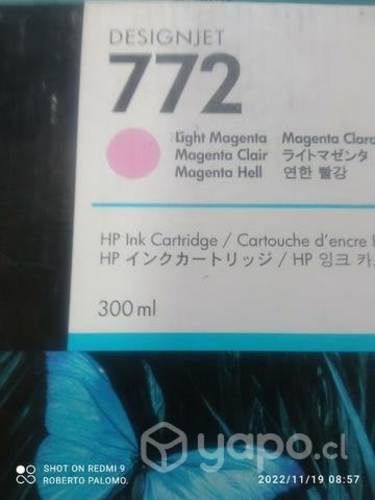 DESIGNJET
772
Light Magenta Magenta Claro
Magenta Clair ライトマゼンタ
Magenta Hell 연한 빨강
HP Ink Cartridge / Cartouche d'encre
HP インクカートリッジ / HP 잉크 카
300 ml
yapo.cl
SHOT ON REDMI 9
ROBERTO PALOMO.
2022/11/19 08:57